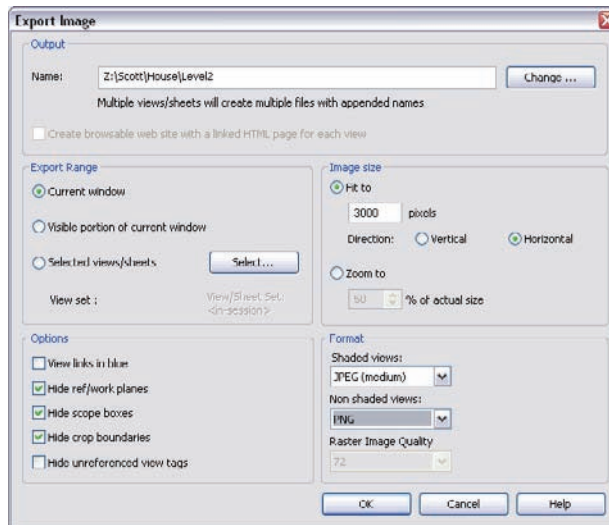 Export Image
Output
Name: Z:\Scott\House\Level2 Change ...
Multiple views/sheets will create multiple files with appended names
Create browsable web site with a linked HTML page for each view
Export Range
Current window
Visible portion of current window
Selected views/sheets Select...
View set : View/Sheet Set:
<in-session>
Image size
Fit to
3000 pixels
Direction: Vertical Horizontal
Zoom to
50 % of actual size
Options
View links in blue
Hide ref/work planes
Hide scope boxes
Hide crop boundaries
Hide unreferenced view tags
Format
Shaded views:
JPEG (medium)
Non shaded views:
PNG
Raster Image Quality
72
OK Cancel Help